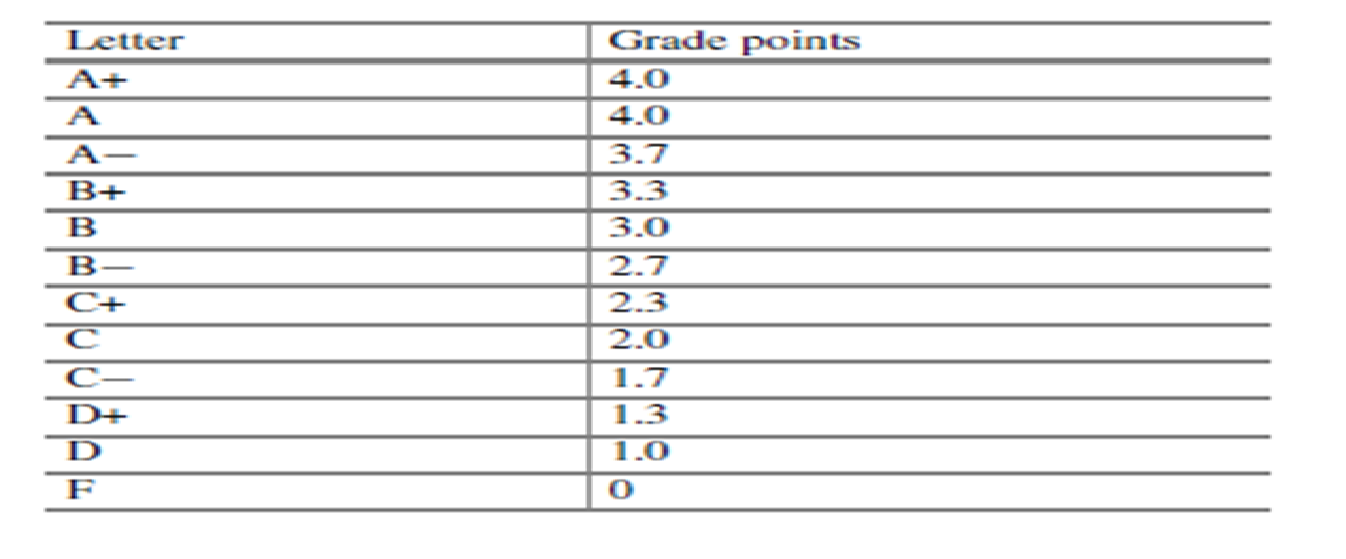 Letter Grade points
A+ 4.0
A 4.0
A− 3.7
B+ 3.3
B 3.0
B− 2.7
C+ 2.3
C 2.0
C− 1.7
D+ 1.3
D 1.0
F 0